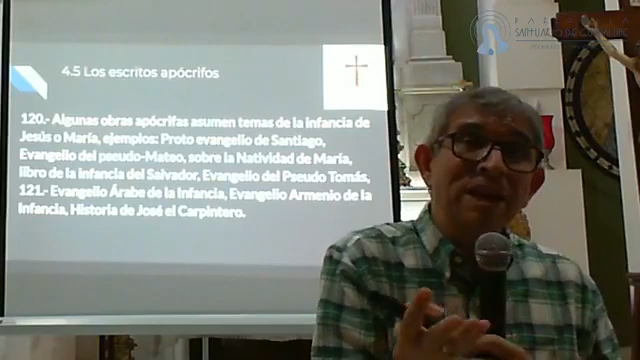 PARROQUIA
SANTUARIO DE GUADALUPE
4.5 Los escritos apócrifos
120.- Algunas obras apócrifas asumen temas de la infancia de
Jesús o María, ejemplos: Proto evangelio de Santiago,
Evangelio del pseudo-Mateo, sobre la Natividad de María,
libro de la infancia del Salvador, Evangelio del Pseudo Tomás,
121.- Evangelio Árabe de la Infancia, Evangelio Armenio de la
Infancia, Historia de José el Carpintero.